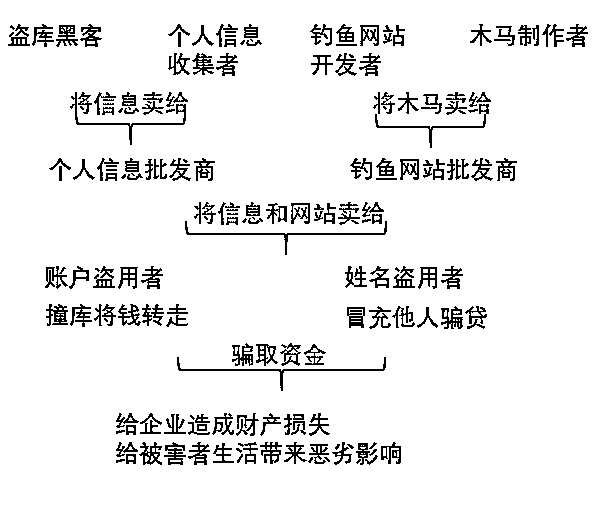 盗库黑客
个人信息
收集者
钓鱼网站
开发者
木马制作者
将信息卖给
将木马卖给
个人信息批发商
钓鱼网站批发商
将信息和网站卖给
账户盗用者
姓名盗用者
撞库将钱转走
冒充他人骗贷
骗取资金
给企业造成财产损失
给被害者生活带来恶劣影响